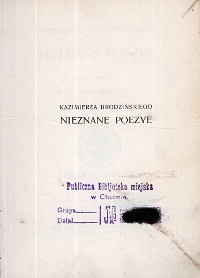 KAZIMIERZA BRODZIŃSKIEGO
NIEZNANE POEZYE
Publiczna Biblioteka miejska
w Chełmie.
Grupa
Dział